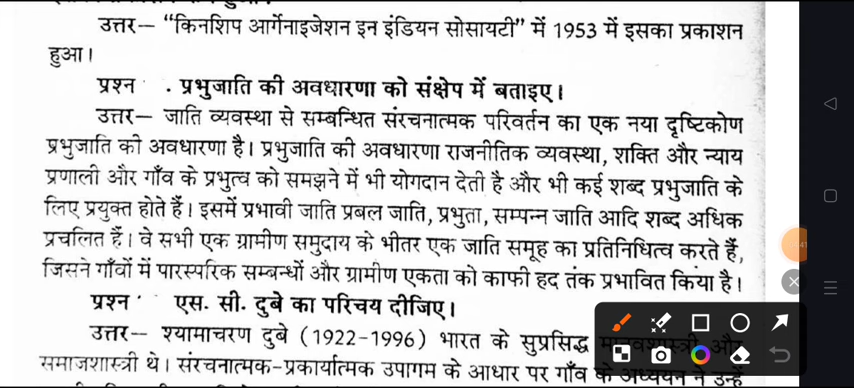 उत्तर– “किनशिप आर्गेनाइजेशन इन इंडियन सोसायटी” में 1953 में इसका प्रकाशन
हुआ।
प्रश्न . प्रभुजाति की अवधारणा को संक्षेप में बताइए।
उत्तर– जाति व्यवस्था से सम्बन्धित संरचनात्मक परिवर्तन का एक नया दृष्टिकोण
प्रभुजाति की अवधारणा है। प्रभुजाति की अवधारणा राजनीतिक व्यवस्था, शक्ति और न्याय
प्रणाली और गाँव के प्रभुत्व को समझने में भी योगदान देती है और भी कई शब्द प्रभुजाति के
लिए प्रयुक्त होते हैं। इसमें प्रभावी जाति प्रबल जाति, प्रभुता, सम्पन्न जाति आदि शब्द अधिक
प्रचलित हैं। वे सभी एक ग्रामीण समुदाय के भीतर एक जाति समूह का प्रतिनिधित्व करते हैं,
जिसने गाँवों में पारस्परिक सम्बन्धों और ग्रामीण एकता को काफी हद तक प्रभावित किया है।
प्रश्न एस. सी. दुबे का परिचय दीजिए।
उत्तर– श्यामाचरण दुबे (1922-1996) भारत के सुप्रसिद्ध
समाजशास्त्री थे। संरचनात्मक-प्रकार्यात्मक उपागम के आधार पर गाँव के अध्ययन ने उन्हें